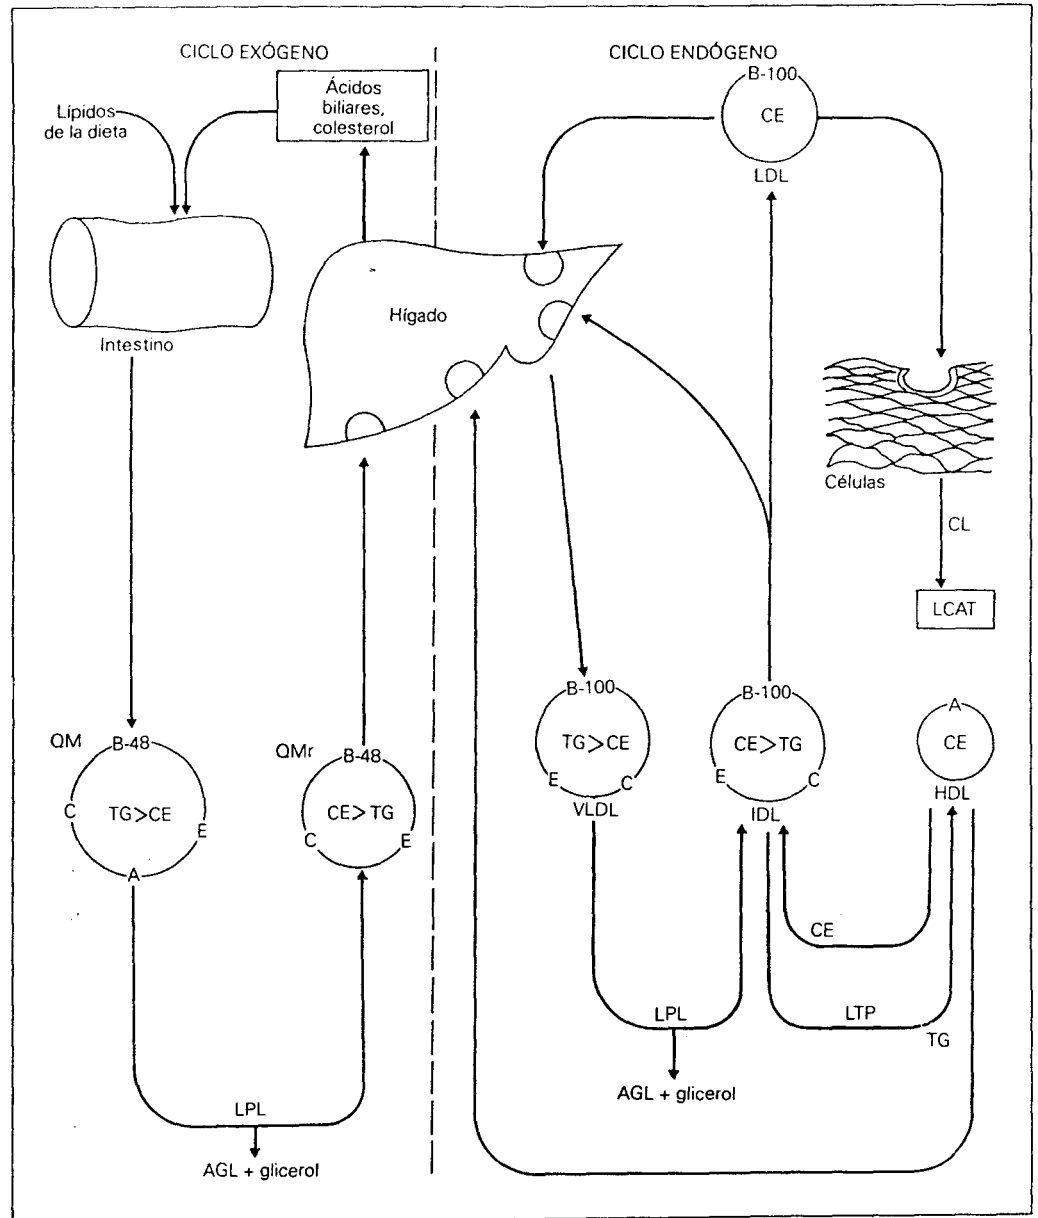 CICLO EXÓGENO
Lípidos
de la dieta
Ácidos
biliares,
colesterol
Intestino
Hígado
QM
B-48
C
TG>CE
E
A
QMr
B-48
CE>TG
C
E
LPL
AGL + glicerol
CICLO ENDÓGENO
B-100
CE
LDL
Células
CL
LCAT
B-100
TG>CE
E
C
VLDL
B-100
CE>TG
E
C
IDL
A
CE
HDL
CE
LPL
LTP
TG
AGL + glicerol